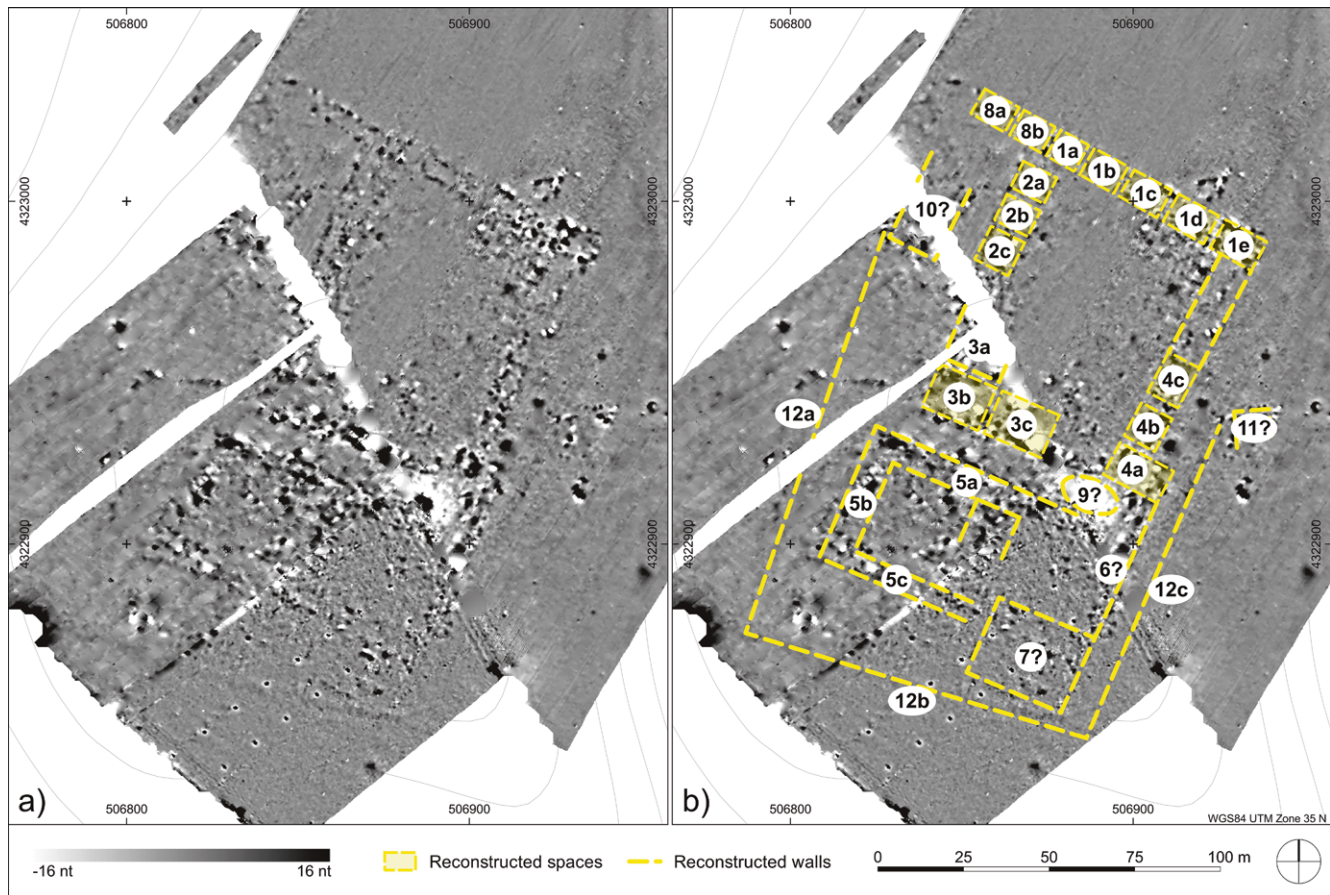 506800 506900 506800 506900
8a
8b
1a
1b
2a
1c
4323000 4323000 4323000
10?
2b
1d
2c
1e
3a
4c
3b
12a
3c
4b
11?
4a
5a
9?
5b
4322900 4322900 4322900
6?
5c
12c
7?
12b
a) b)
506800 506900 506800 506900
WGS84 UTM Zone 35 N
-16 nt 16 nt
Reconstructed spaces
Reconstructed walls
0 25 50 75 100 m